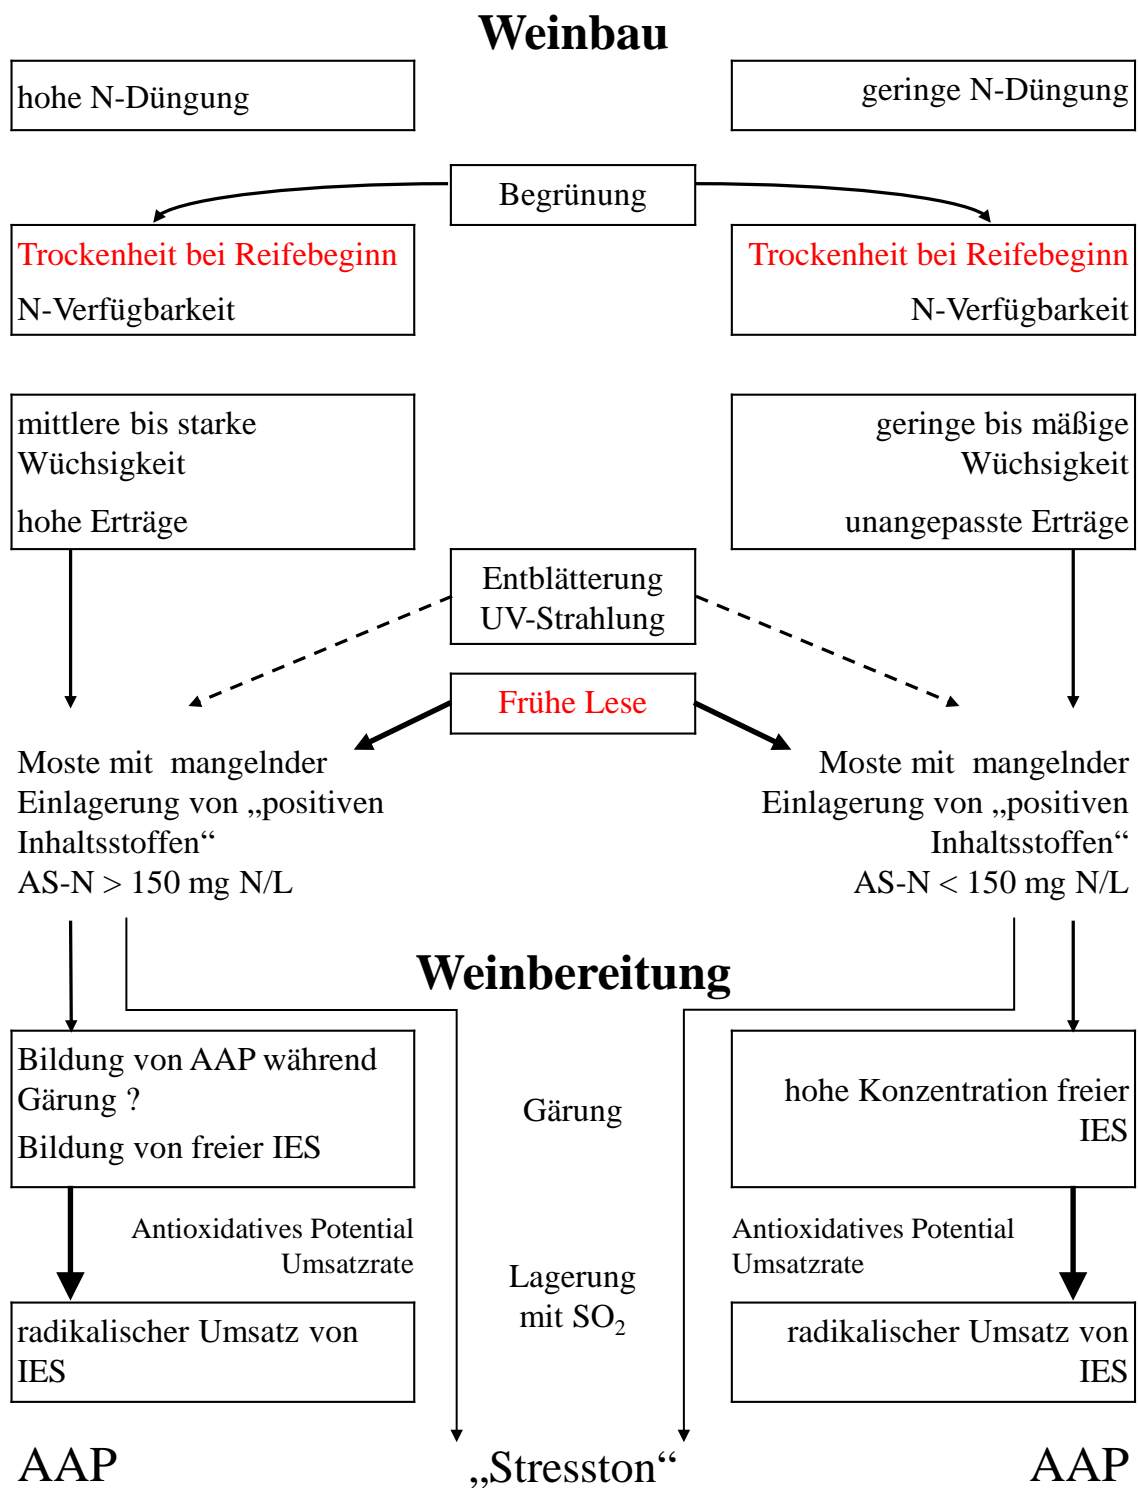 Weinbau
hohe N-Düngung
geringe N-Düngung
Begrünung
Trockenheit bei Reifebeginn
N-Verfügbarkeit
Trockenheit bei Reifebeginn
N-Verfügbarkeit
mittlere bis starke
Wüchsigkeit
hohe Erträge
geringe bis mäßige
Wüchsigkeit
unangepasste Erträge
Entblätterung
UV-Strahlung
Frühe Lese
Moste mit mangelnder
Einlagerung von „positiven
Inhaltsstoffen“
AS-N > 150 mg N/L
Moste mit mangelnder
Einlagerung von „positiven
Inhaltsstoffen“
AS-N < 150 mg N/L
Weinbereitung
Bildung von AAP während
Gärung ?
Bildung von freier IES
Gärung
hohe Konzentration freier
IES
Antioxidatives Potential
Umsatzrate
Antioxidatives Potential
Umsatzrate
Lagerung
mit SO₂
radikalischer Umsatz von
IES
radikalischer Umsatz von
IES
AAP
„Stresston“
AAP